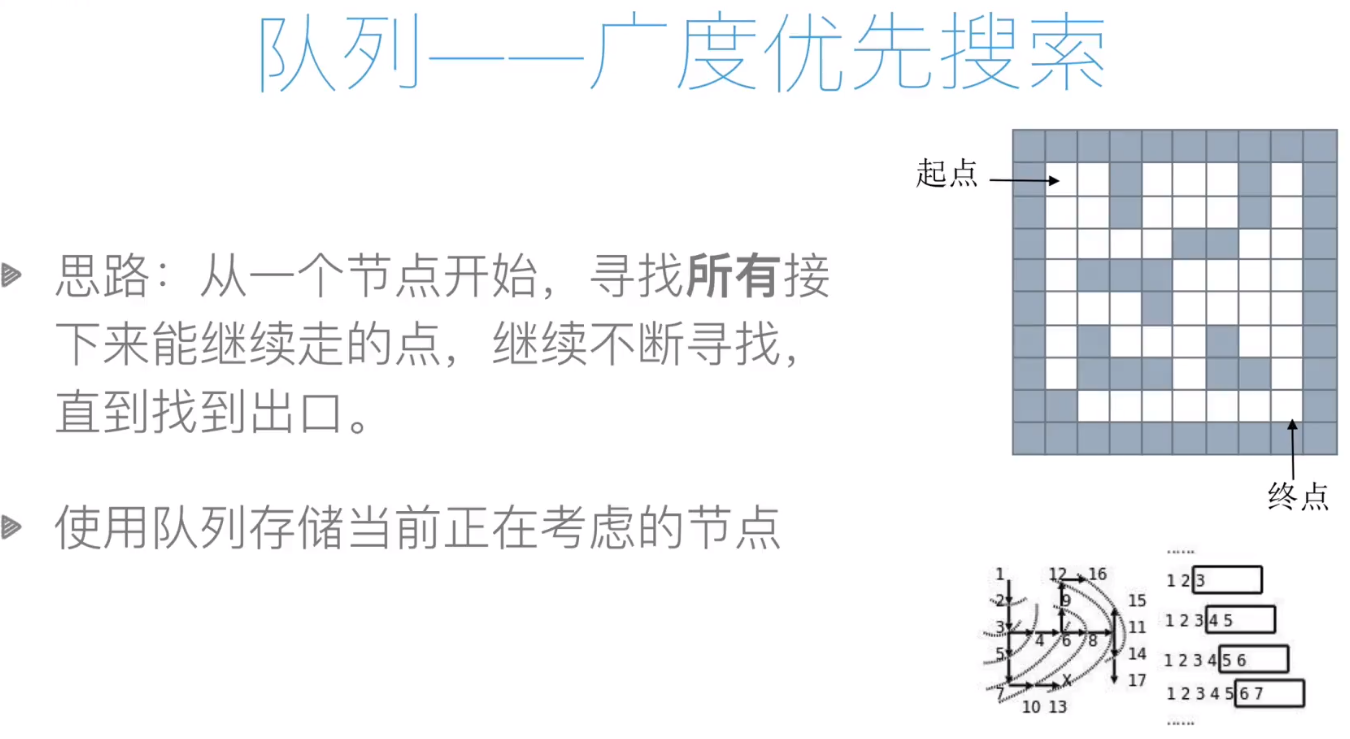 队列——广度优先搜索
起点
思路：从一个节点开始，寻找所有接
下来能继续走的点，继续不断寻找，
直到找到出口。
终点
使用队列存储当前正在考虑的节点
1 12 16
2 9 15
3 4 6 8 11
5 14
7 X 17
10 13
……
1 2 3
1 2 3 4 5
1 2 3 4 5 6
1 2 3 4 5 6 7
……